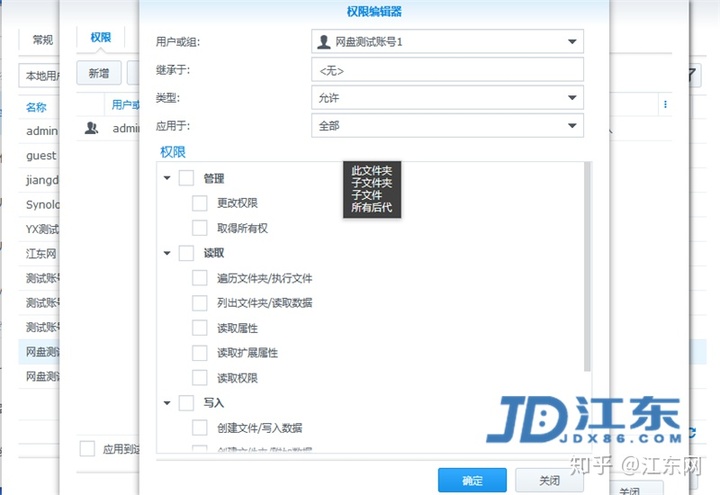 权限编辑器
常规
权限
用户或组:
网盘测试账号1
本地用
新增
继承于:
<无>
类型:
允许
名称
用户或
应用于:
全部
admin
admi
权限
guest
此文件夹
子文件夹
子文件
所有后代
管理
jiangd
更改权限
Synolo
取得所有权
YX测试
读取
江东网
遍历文件夹/执行文件
测试账
列出文件夹/读取数据
测试账
读取属性
测试账
读取扩展属性
网盘测
读取权限
网盘测
写入
创建文件/写入数据
JD江东
JDX86.COM
应用到
知乎 @江东网
确定
关闭
关闭